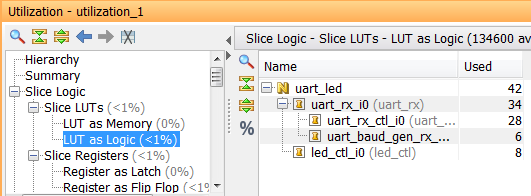 Utilization - utilization_1
Hierarchy
Summary
Slice Logic
Slice LUTs (<1%)
LUT as Memory (0%)
LUT as Logic (<1%)
Slice Registers (<1%)
Register as Latch (0%)
Register as Flip Flop (<1%)
Slice Logic - Slice LUTs - LUT as Logic (134600 av
Name Used
uart_led 42
uart_rx_i0 (uart_rx) 34
uart_rx_ctl_i0 (uart_... 28
uart_baud_gen_rx_... 6
led_ctl_i0 (led_ctl) 8
%